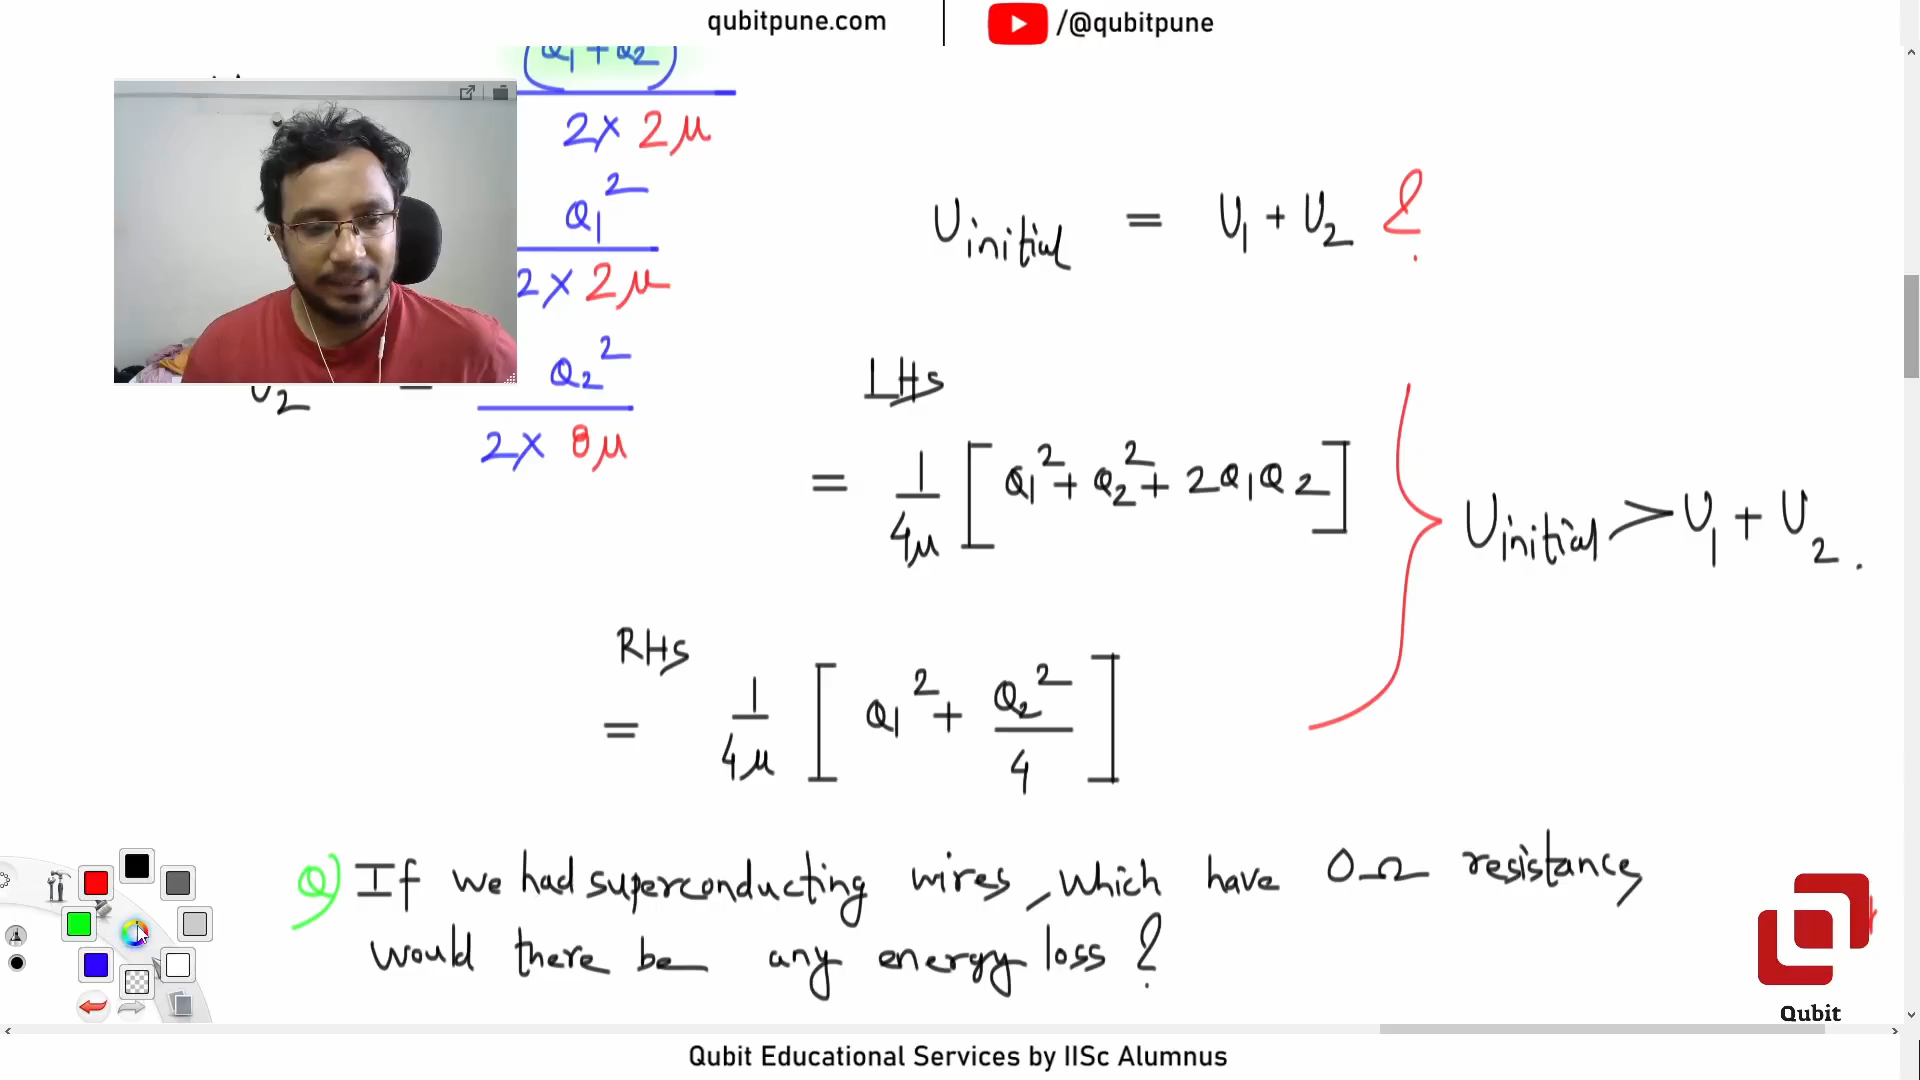 qubitpune.com /@qubitpune
(Q1 + Q2)
2× 2μ
Q1²
2× 2μ
U2 = Q2²
2× 8μ
Uinitial = U1 + U2 ?
LHS
= 1/4μ [Q1² + Q2² + 2Q1Q2]
Uinitial > U1 + U2.
RHS
= 1/4μ [Q1² + Q2²/4]
Q) If we had superconducting wires, which have 0Ω resistance,
would there be any energy loss ?
Qubit
Qubit Educational Services by IISc Alumnus